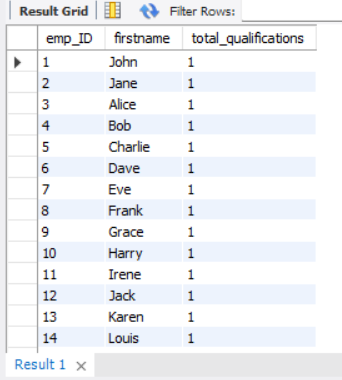 Result Grid Filter Rows:
emp_ID firstname total_qualifications
1 John 1
2 Jane 1
3 Alice 1
4 Bob 1
5 Charlie 1
6 Dave 1
7 Eve 1
8 Frank 1
9 Grace 1
10 Harry 1
11 Irene 1
12 Jack 1
13 Karen 1
14 Louis 1
Result 1